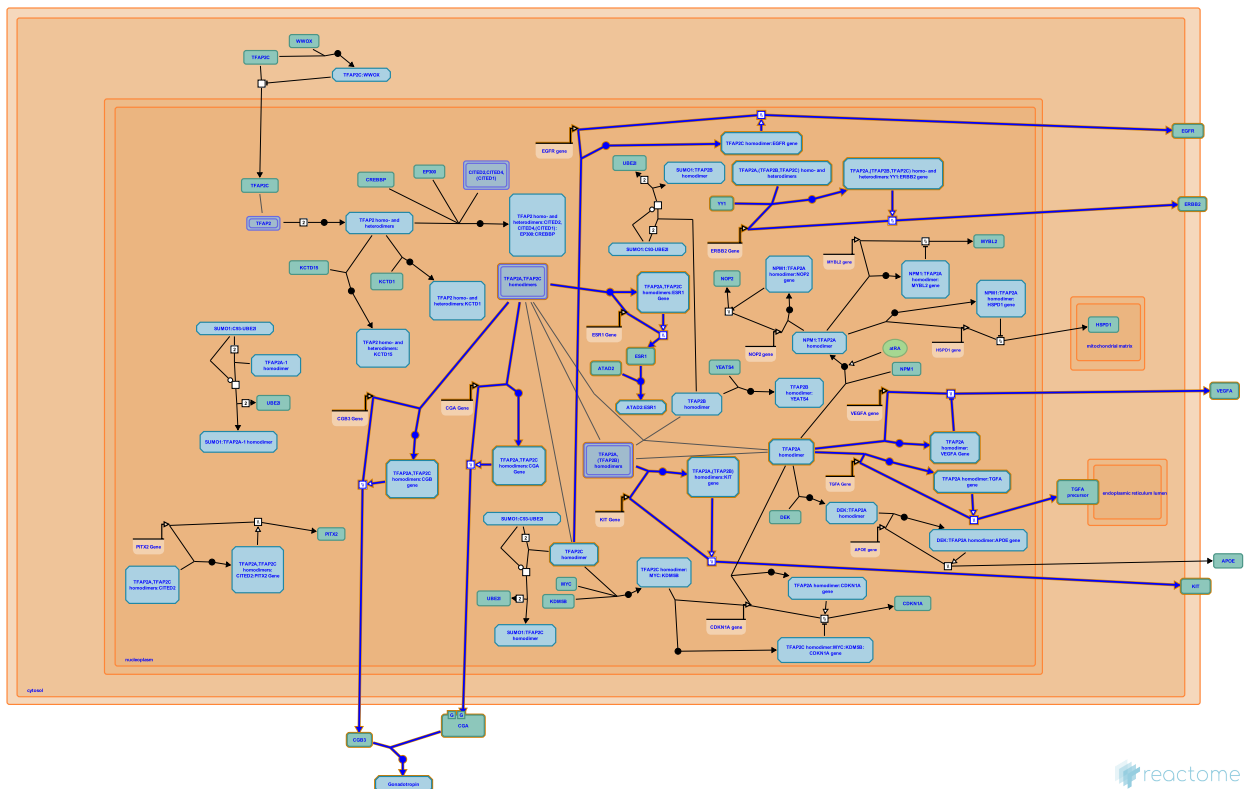 WWOX
TFAP2C
TFAP2C:WWOX
EGFR
EGFR gene
TFAP2C homodimer:EGFR gene
UBE2I
SUMO1:TFAP2B
homodimer
TFAP2A,(TFAP2B,TFAP2C) homo- and
heterodimers
TFAP2A,(TFAP2B,TFAP2C) homo- and
heterodimers:YY1:ERBB2 gene
EP300
CREBBP
CITED2,CITED4,
(CITED1)
TFAP2C
YY1
ERBB2
TFAP2
2
TFAP2 homo- and
heterodimers
TFAP2 homo- and
heterodimers:CITED2,
CITED4,(CITED1):
EP300:CREBBP
2
2
SUMO1:C93-UBE2I
ERBB2 Gene
MYBL2 gene
MYBL2
KCTD15
KCTD1
TFAP2A,TFAP2C
homodimers
TFAP2A,TFAP2C
homodimers:ESR1
Gene
NOP2
NPM1:TFAP2A
homodimer:NOP2
gene
NPM1:TFAP2A
homodimer:
MYBL2 gene
NPM1:TFAP2A
homodimer:
HSPD1 gene
TFAP2 homo- and
heterodimers:KCTD1
SUMO1:C93-UBE2I
TFAP2 homo- and
heterodimers:
KCTD15
ESR1 Gene
NOP2 gene
NPM1:TFAP2A
homodimer
HSPD1 gene
HSPD1
mitochondrial matrix
2
TFAP2A-1
homodimer
ESR1
atRA
ATAD2
YEATS4
NPM1
2
UBE2I
ATAD2:ESR1
TFAP2B
homodimer
TFAP2B
homodimer:
YEATS4
VEGFA
CGB3 Gene
CGA Gene
VEGFA gene
SUMO1:TFAP2A-1 homodimer
TFAP2A,
(TFAP2B)
homodimers
TFAP2A
homodimer
TFAP2A
homodimer:
VEGFA Gene
TFAP2A,TFAP2C
homodimers:CGB
gene
TFAP2A,TFAP2C
homodimers:CGA
Gene
TFAP2A,(TFAP2B)
homodimers:KIT
gene
TGFA gene
TFAP2A homodimer:TGFA
gene
TGFA
precursor
endoplasmic reticulum lumen
KIT Gene
DEK
DEK:TFAP2A
homodimer
SUMO1:C93-UBE2I
PITX2 Gene
PITX2
2
TFAP2C
homodimer
APOE gene
DEK:TFAP2A homodimer:APOE gene
APOE
TFAP2A,TFAP2C
homodimers:CITED2
TFAP2A,TFAP2C
homodimers:
CITED2:PITX2 Gene
MYC
KDM5B
TFAP2C homodimer:
MYC:KDM5B
TFAP2A homodimer:CDKN1A
gene
KIT
UBE2I
2
CDKN1A
CDKN1A gene
SUMO1:TFAP2C
homodimer
TFAP2C homodimer:MYC:KDM5B:
CDKN1A gene
nucleoplasm
cytosol
G
G
CGA
CGB3
Gonadotropin
reactome